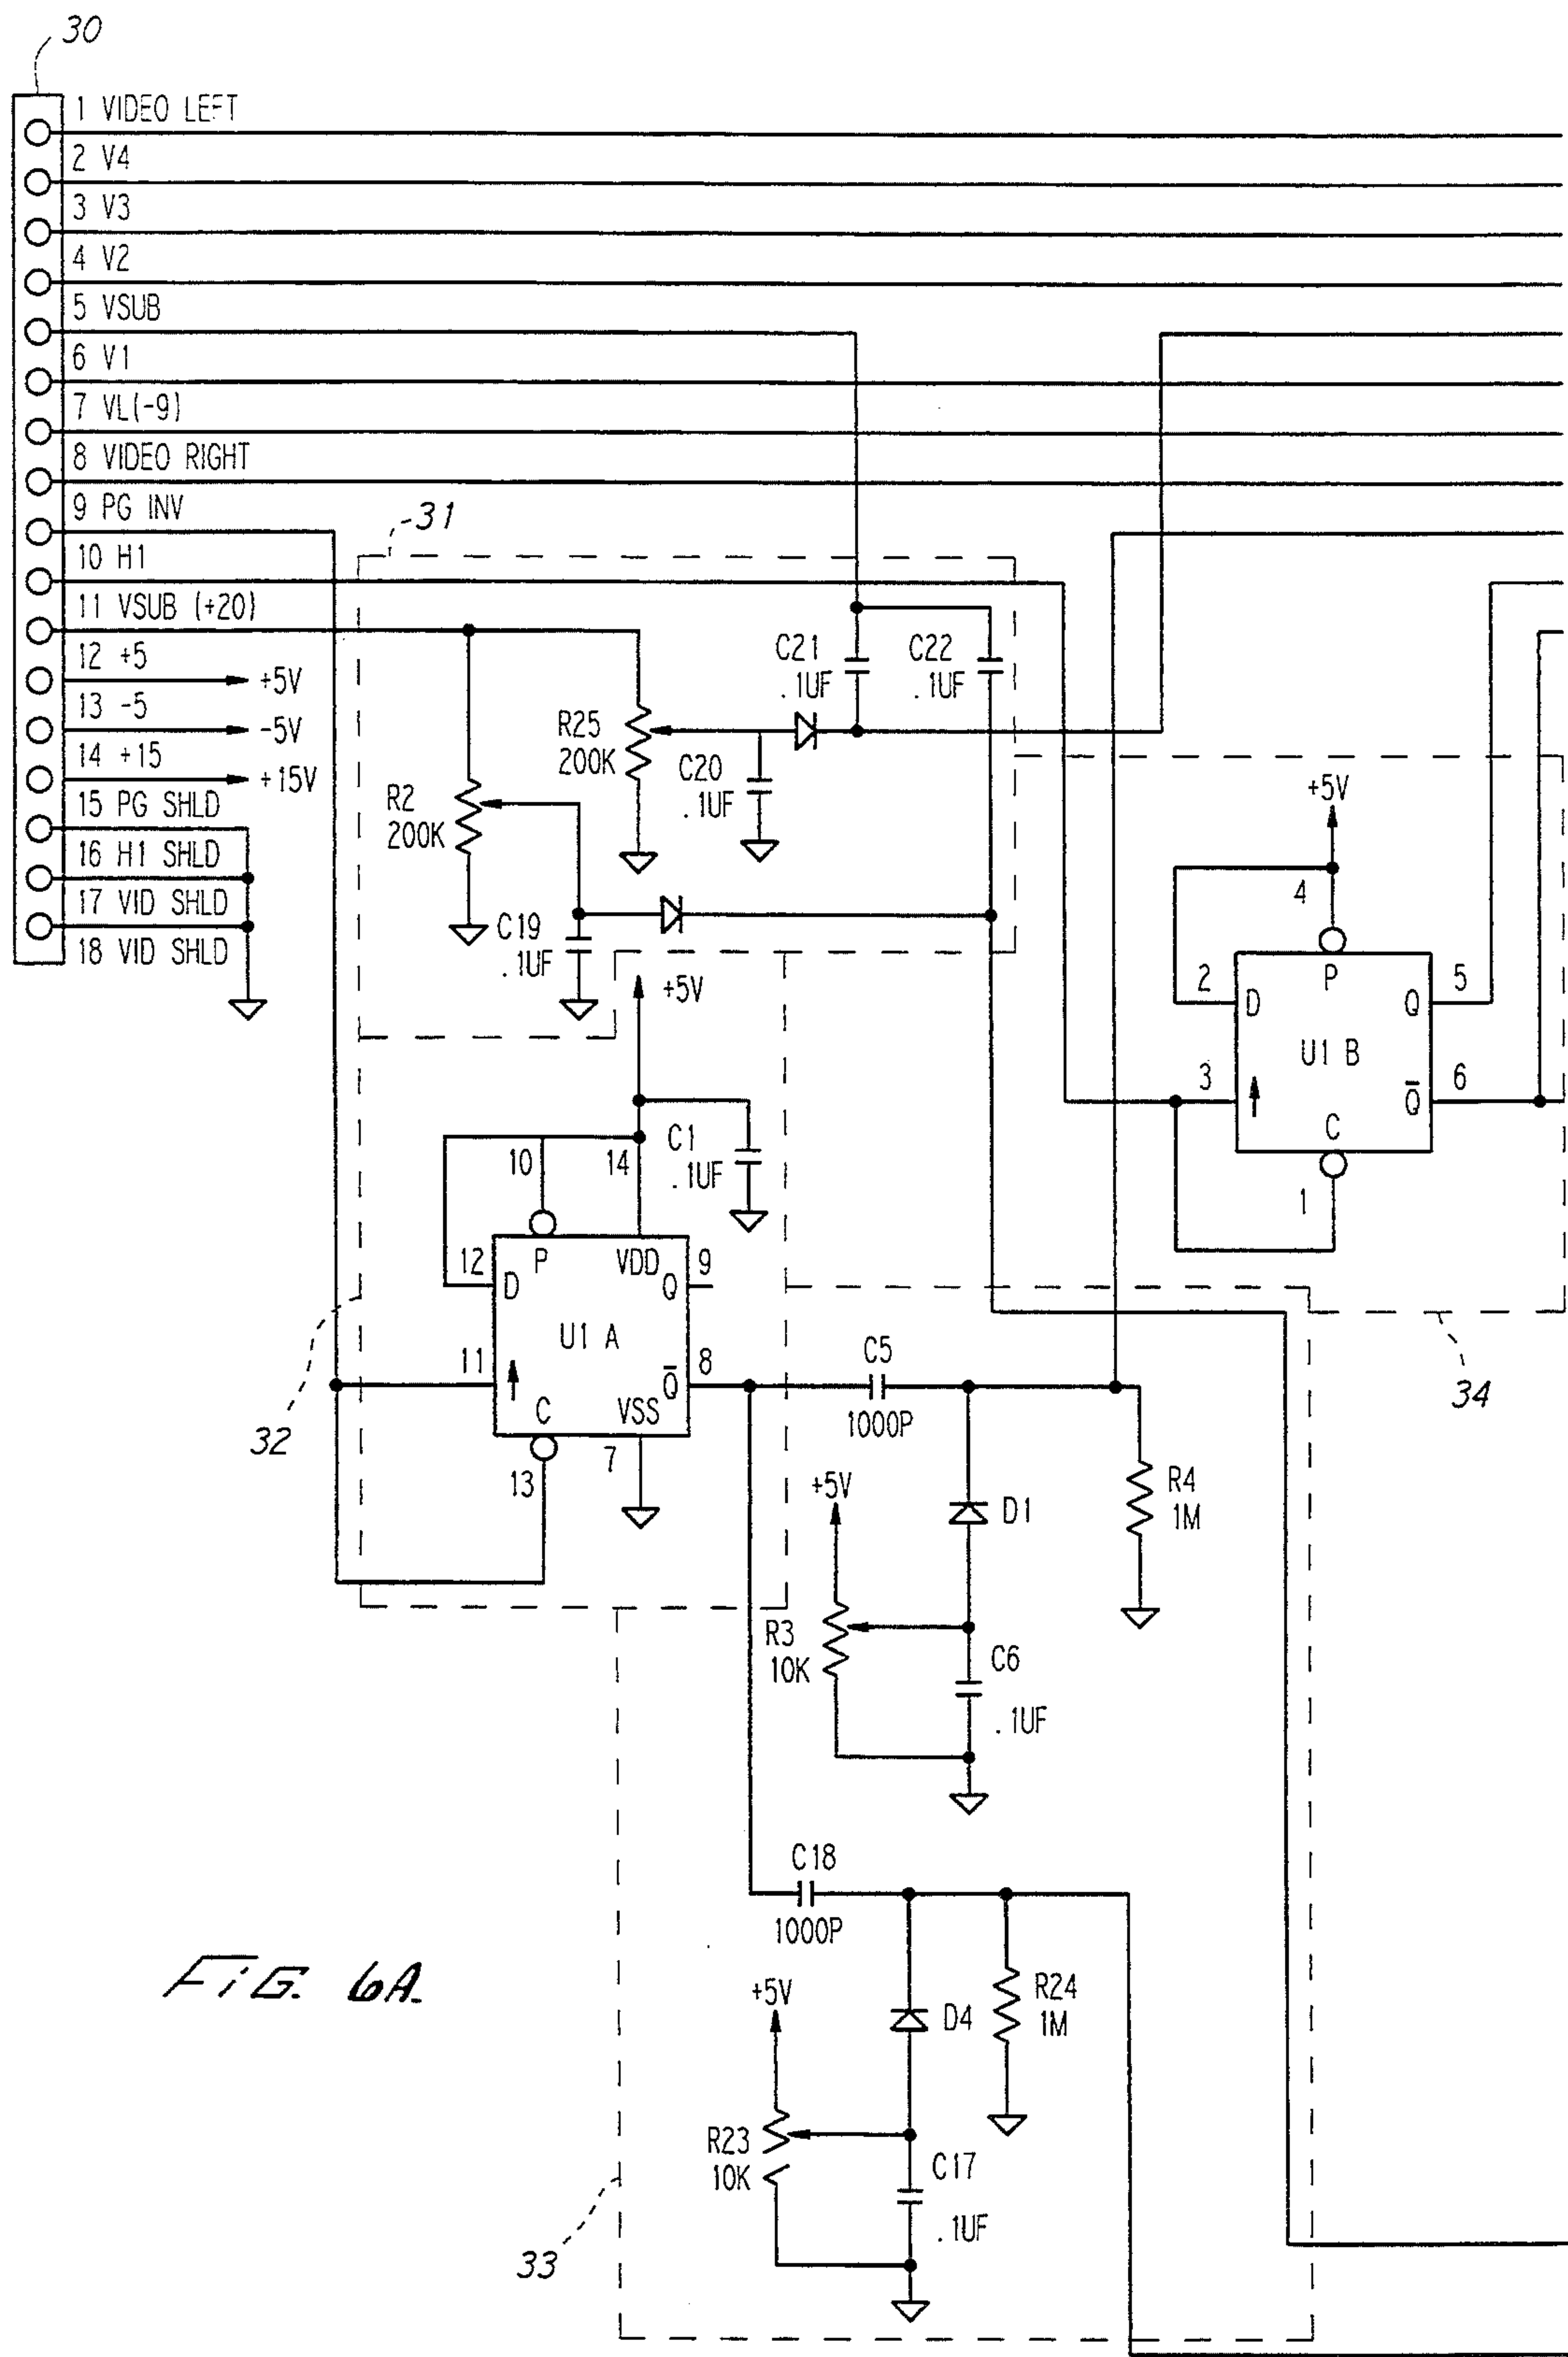 30
1 VIDEO LEFT
2 V4
3 V3
4 V2
5 VSUB
6 V1
7 VL(-9)
8 VIDEO RIGHT
9 PG INV
10 H1
11 VSUB (+20)
12 +5
+5V
13 -5
-5V
14 +15
+15V
15 PG SHLD
16 H1 SHLD
17 VID SHLD
18 VID SHLD
31
C21
.1UF
C22
.1UF
R25
200K
C20
.1UF
R2
200K
C19
.1UF
+5V
4
2
D
P
Q
5
U1 B
3
C
Q̅
6
1
34
+5V
C1
.1UF
10
14
12
D
P
VDD
Q
9
U1 A
11
C
VSS
Q̅
8
13
7
32
C5
1000P
+5V
D1
R4
1M
R3
10K
C6
.1UF
C18
1000P
+5V
D4
R24
1M
R23
10K
C17
.1UF
33
FIG. 6A.